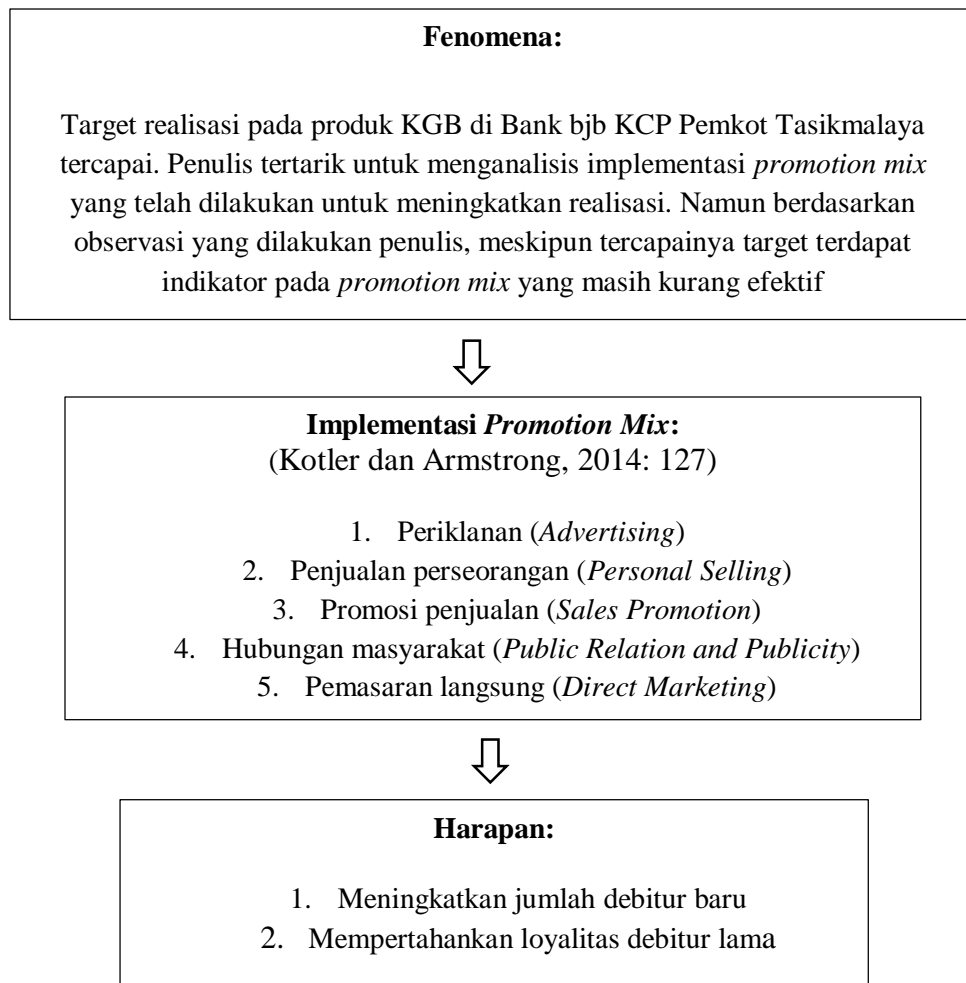 Fenomena:
Target realisasi pada produk KGB di Bank bjb KCP Pemkot Tasikmalaya
tercapai. Penulis tertarik untuk menganalisis implementasi promotion mix
yang telah dilakukan untuk meningkatkan realisasi. Namun berdasarkan
observasi yang dilakukan penulis, meskipun tercapainya target terdapat
indikator pada promotion mix yang masih kurang efektif
Implementasi Promotion Mix:
(Kotler dan Armstrong, 2014: 127)
1. Periklanan (Advertising)
2. Penjualan perseorangan (Personal Selling)
3. Promosi penjualan (Sales Promotion)
4. Hubungan masyarakat (Public Relation and Publicity)
5. Pemasaran langsung (Direct Marketing)
Harapan:
1. Meningkatkan jumlah debitur baru
2. Mempertahankan loyalitas debitur lama